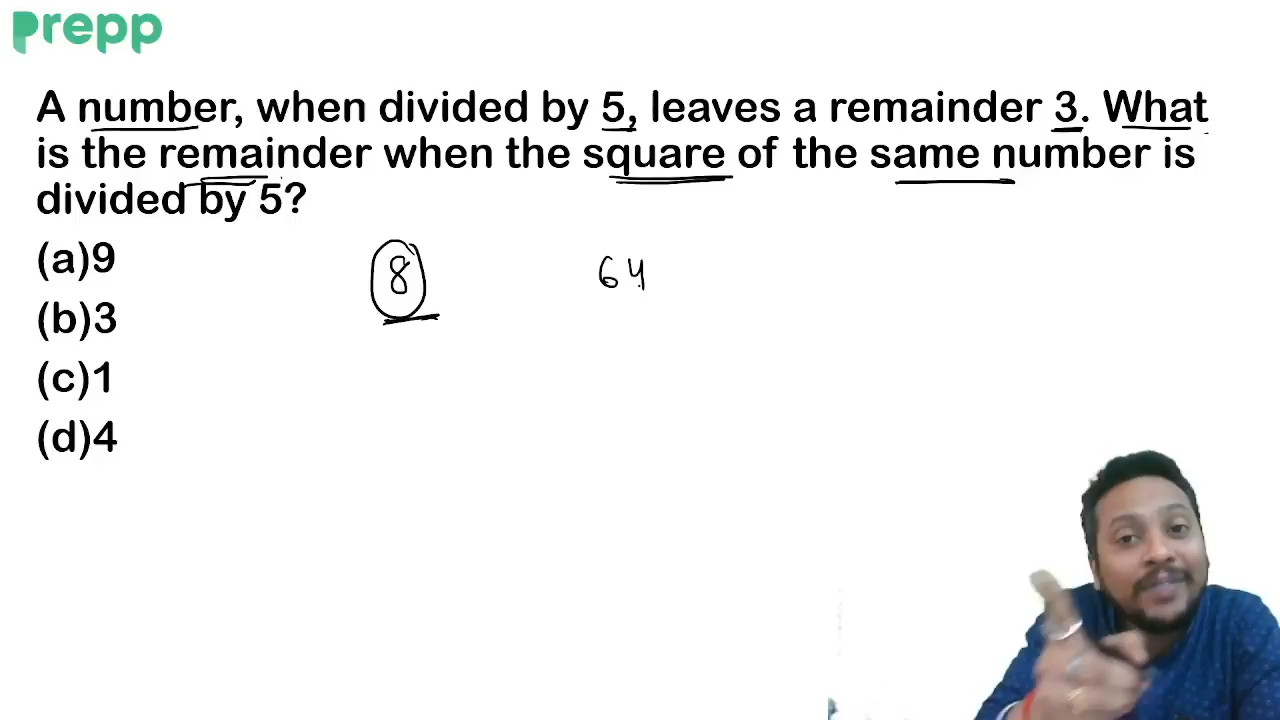 Prepp
A number, when divided by 5, leaves a remainder 3. What
is the remainder when the square of the same number is
divided by 5?
(a)9
8
64
(b)3
(c)1
(d)4